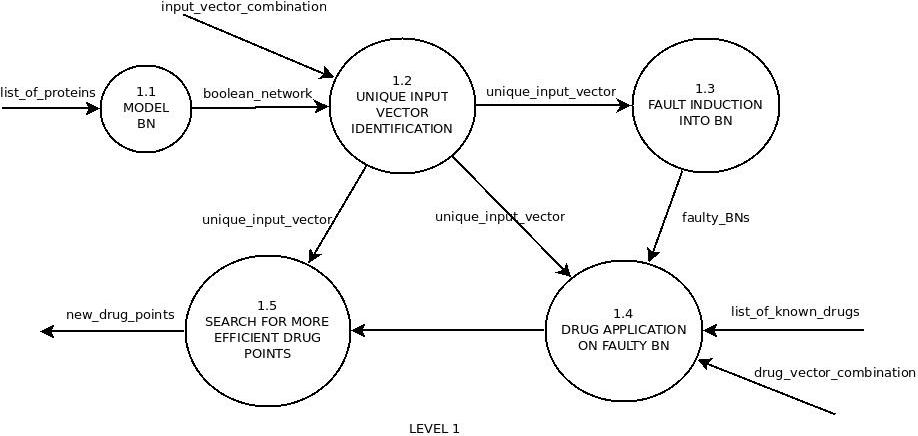 input_vector_combination
list_of_proteins
1.1
MODEL
BN
boolean_network
1.2
UNIQUE INPUT
VECTOR
IDENTIFICATION
unique_input_vector
1.3
FAULT INDUCTION
INTO BN
unique_input_vector
unique_input_vector
faulty_BNs
new_drug_points
1.5
SEARCH FOR MORE
EFFICIENT DRUG
POINTS
1.4
DRUG APPLICATION
ON FAULTY BN
list_of_known_drugs
drug_vector_combination
LEVEL 1